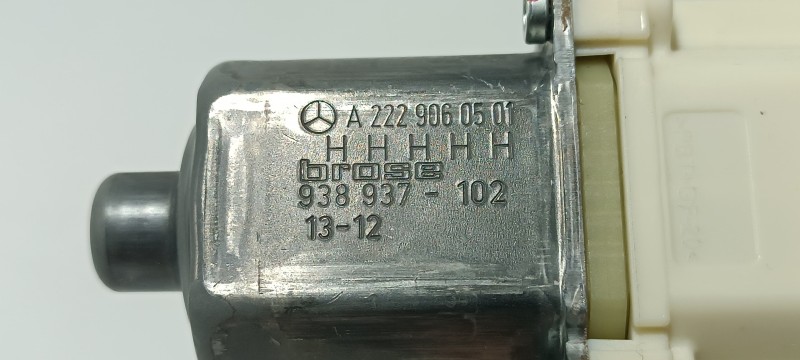 A 222 906 05 01
H H H H H
brose
938 937 - 102
13-12